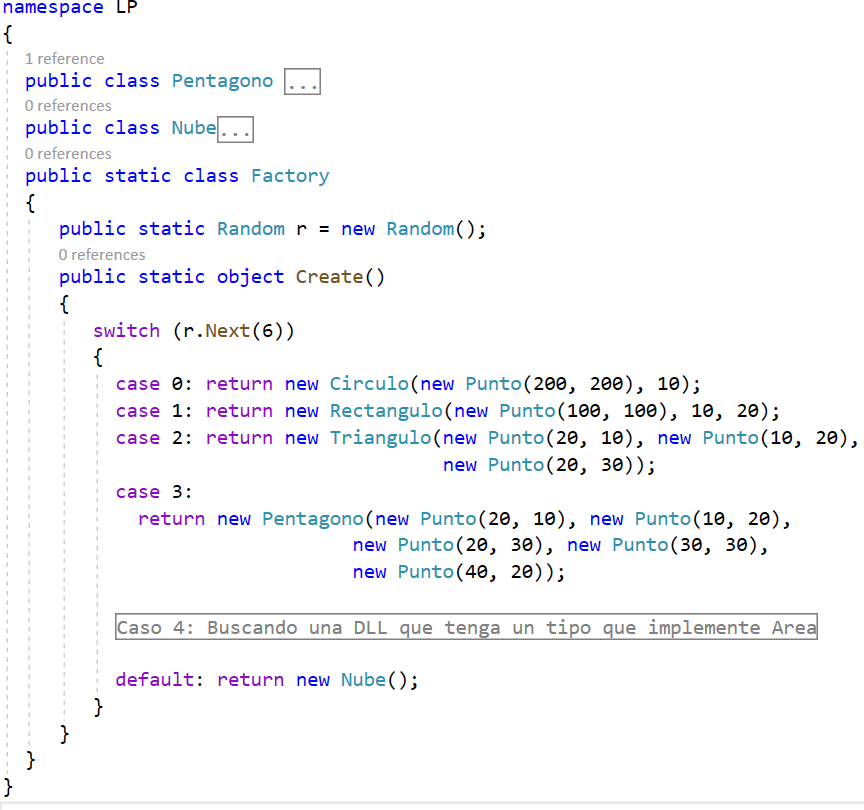 namespace LP
{
1 reference
public class Pentagono ...
0 references
public class Nube...
0 references
public static class Factory
{
public static Random r = new Random();
0 references
public static object Create()
{
switch (r.Next(6))
{
case 0: return new Circulo(new Punto(200, 200), 10);
case 1: return new Rectangulo(new Punto(100, 100), 10, 20);
case 2: return new Triangulo(new Punto(20, 10), new Punto(10, 20),
new Punto(20, 30));
case 3:
return new Pentagono(new Punto(20, 10), new Punto(10, 20),
new Punto(20, 30), new Punto(30, 30),
new Punto(40, 20));
Caso 4: Buscando una DLL que tenga un tipo que implemente Area
default: return new Nube();
}
}
}
}